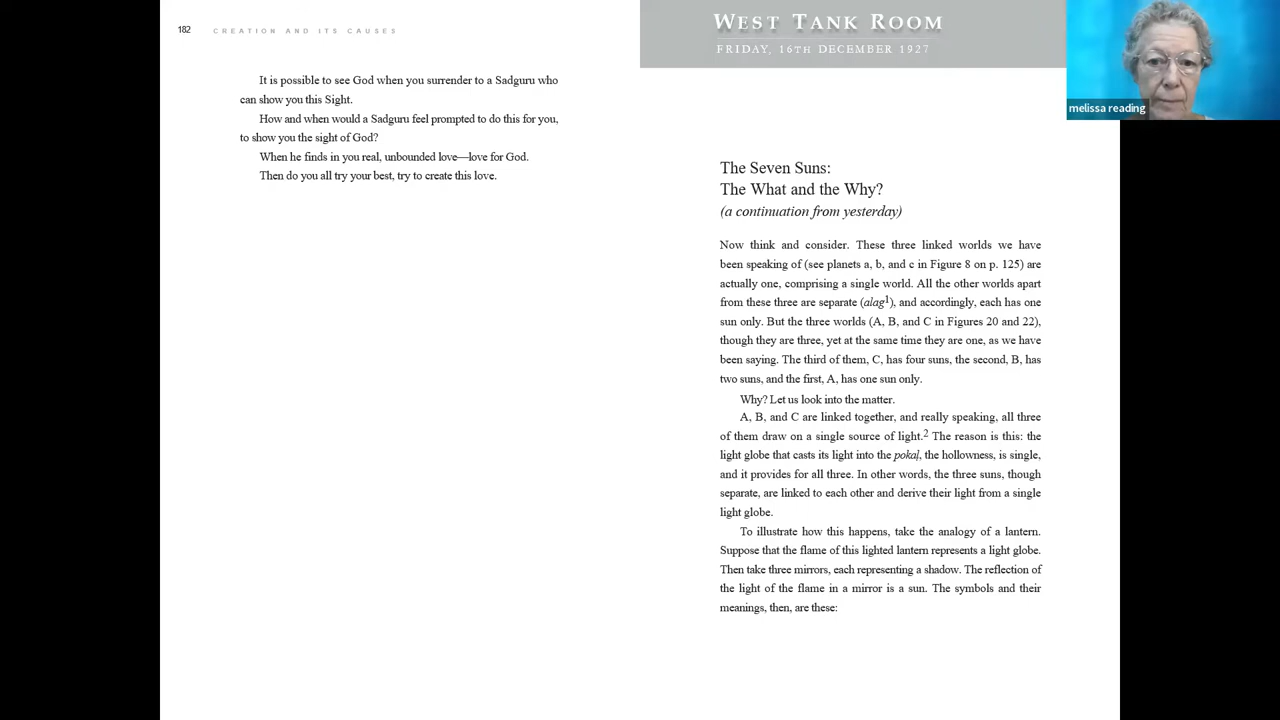 182 CREATION AND ITS CAUSES
It is possible to see God when you surrender to a Sadguru who
can show you this Sight.
How and when would a Sadguru feel prompted to do this for you,
to show you the sight of God?
When he finds in you real, unbounded love—love for God.
Then do you all try your best, try to create this love.
WEST TANK ROOM
FRIDAY, 16TH DECEMBER 1927
melissa reading
The Seven Suns:
The What and the Why?
(a continuation from yesterday)
Now think and consider. These three linked worlds we have
been speaking of (see planets a, b, and c in Figure 8 on p. 125) are
actually one, comprising a single world. All the other worlds apart
from these three are separate (alag1), and accordingly, each has one
sun only. But the three worlds (A, B, and C in Figures 20 and 22),
though they are three, yet at the same time they are one, as we have
been saying. The third of them, C, has four suns, the second, B, has
two suns, and the first, A, has one sun only.
Why? Let us look into the matter.
A, B, and C are linked together, and really speaking, all three
of them draw on a single source of light.2 The reason is this: the
light globe that casts its light into the pokaḷ, the hollowness, is single,
and it provides for all three. In other words, the three suns, though
separate, are linked to each other and derive their light from a single
light globe.
To illustrate how this happens, take the analogy of a lantern.
Suppose that the flame of this lighted lantern represents a light globe.
Then take three mirrors, each representing a shadow. The reflection of
the light of the flame in a mirror is a sun. The symbols and their
meanings, then, are these: